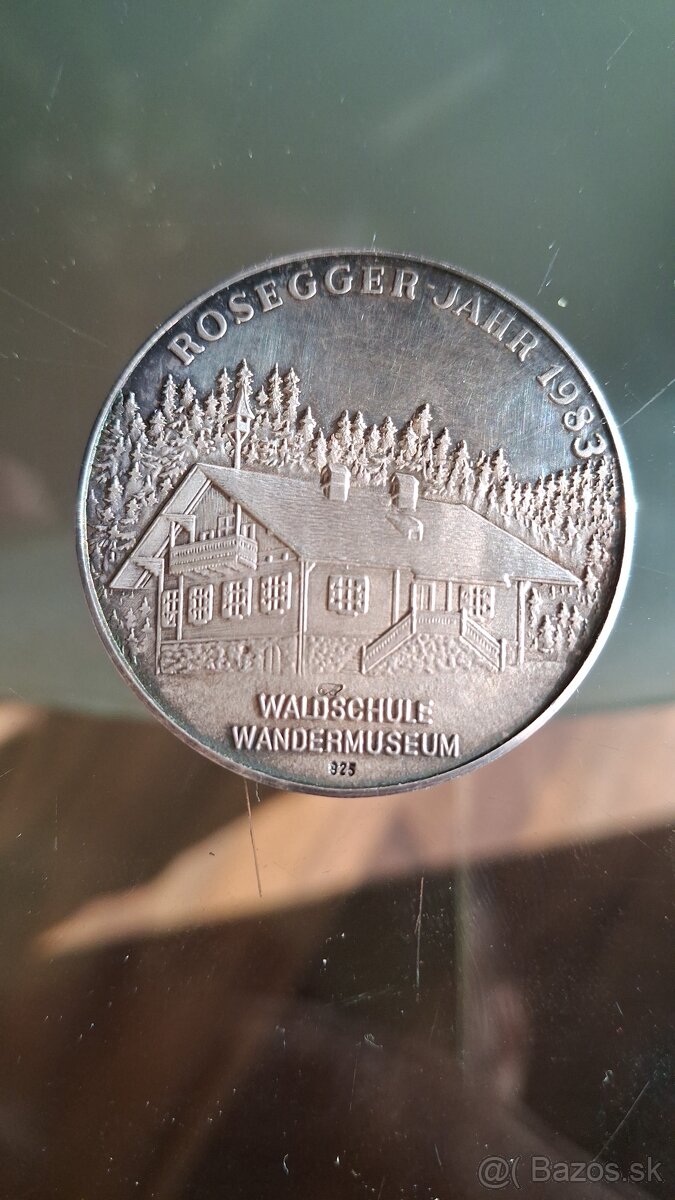 ROSEGGER-JAHR 1983
WALDSCHULE
WANDERMUSEUM
925
@( Bazos.sk